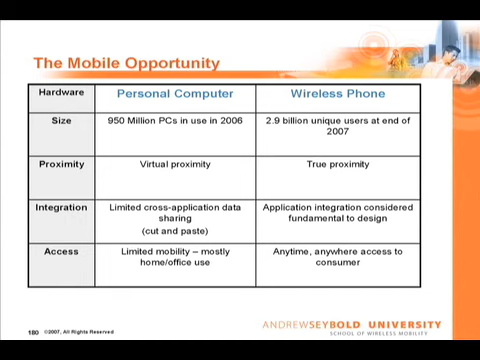 The Mobile Opportunity
Hardware
Personal Computer
Wireless Phone
Size
950 Million PCs in use in 2006
2.9 billion unique users at end of
2007
Proximity
Virtual proximity
True proximity
Integration
Limited cross-application data
sharing
(cut and paste)
Application integration considered
fundamental to design
Access
Limited mobility – mostly
home/office use
Anytime, anywhere access to
consumer
180 ©2007, All Rights Reserved
ANDREWSEYBOLD UNIVERSITY
SCHOOL OF WIRELESS MOBILITY